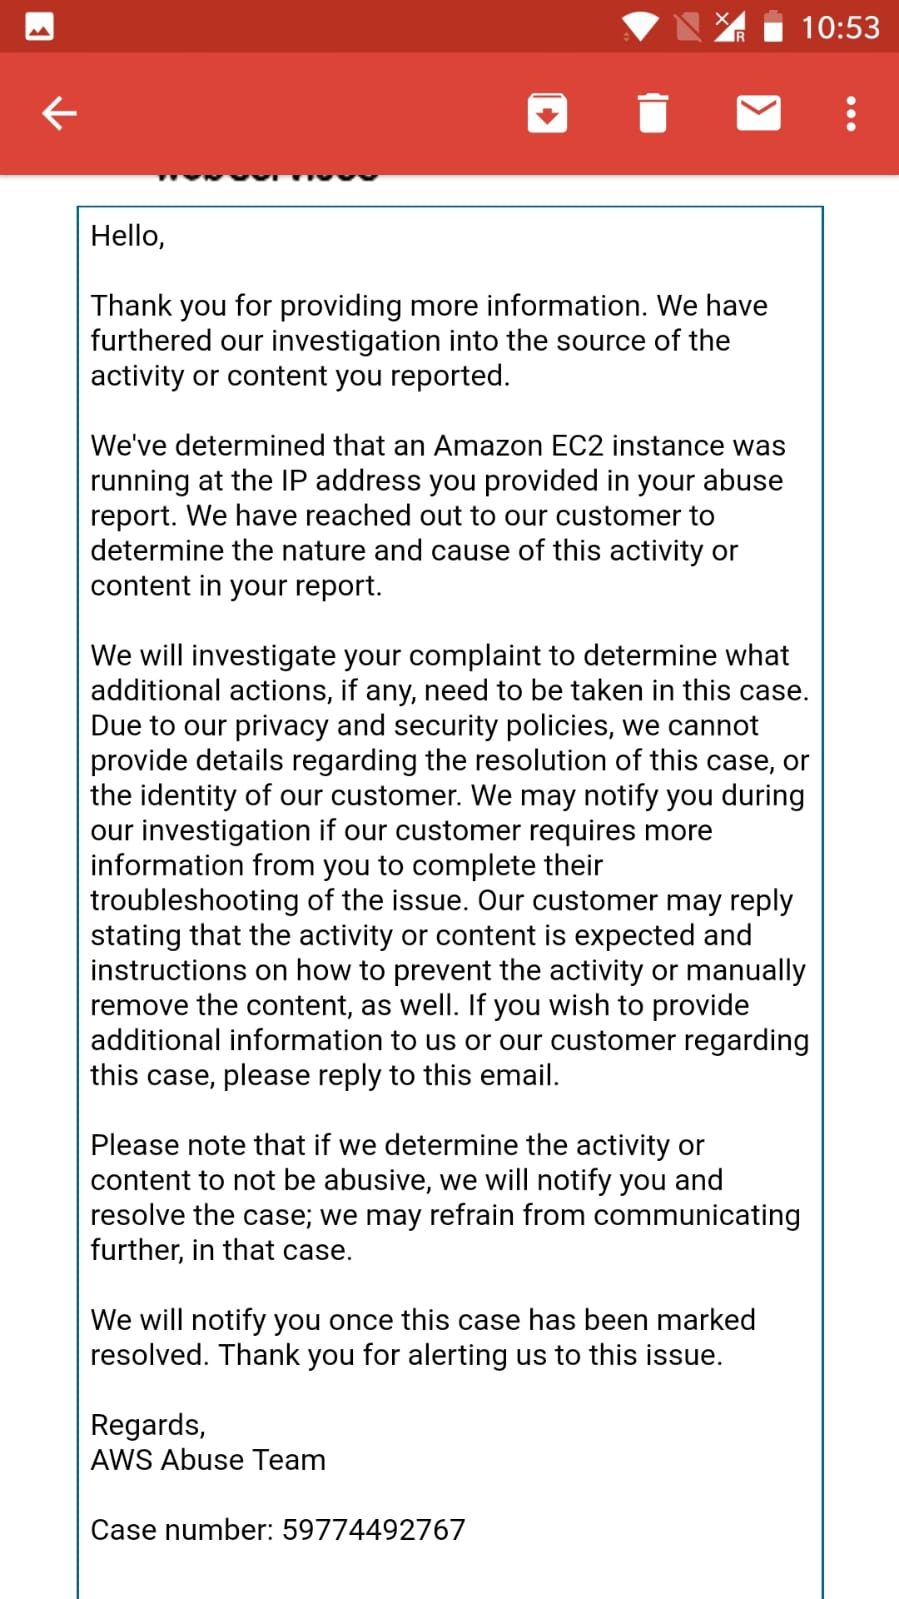 10:53
R
Hello,
Thank you for providing more information. We have
furthered our investigation into the source of the
activity or content you reported.
We've determined that an Amazon EC2 instance was
running at the IP address you provided in your abuse
report. We have reached out to our customer to
determine the nature and cause of this activity or
content in your report.
We will investigate your complaint to determine what
additional actions, if any, need to be taken in this case.
Due to our privacy and security policies, we cannot
provide details regarding the resolution of this case, or
the identity of our customer. We may notify you during
our investigation if our customer requires more
information from you to complete their
troubleshooting of the issue. Our customer may reply
stating that the activity or content is expected and
instructions on how to prevent the activity or manually
remove the content, as well. If you wish to provide
additional information to us or our customer regarding
this case, please reply to this email.
Please note that if we determine the activity or
content to not be abusive, we will notify you and
resolve the case; we may refrain from communicating
further, in that case.
We will notify you once this case has been marked
resolved. Thank you for alerting us to this issue.
Regards,
AWS Abuse Team
Case number: 59774492767